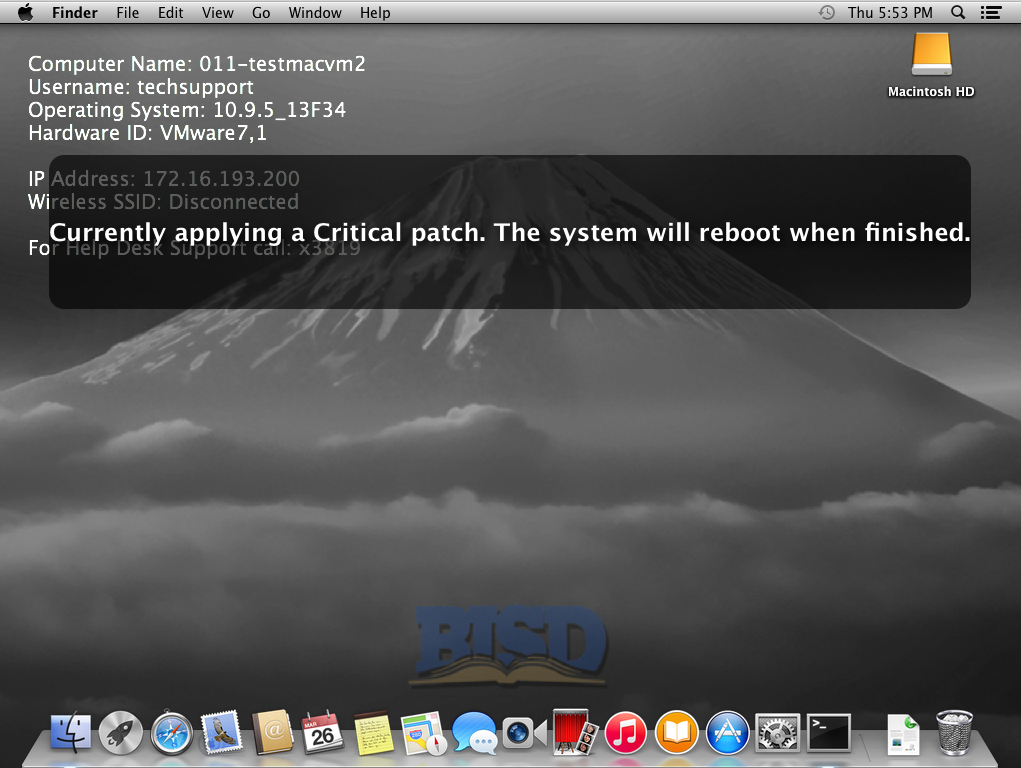 Finder File Edit View Go Window Help Thu 5:53 PM
Computer Name: 011-testmacvm2
Username: techsupport
Operating System: 10.9.5_13F34
Hardware ID: VMware7,1
Macintosh HD
IP Address: 172.16.193.200
Wireless SSID: Disconnected
Currently applying a Critical patch. The system will reboot when finished.
For Help Desk Support call: x3819
BISD
MAR
26
360
>_